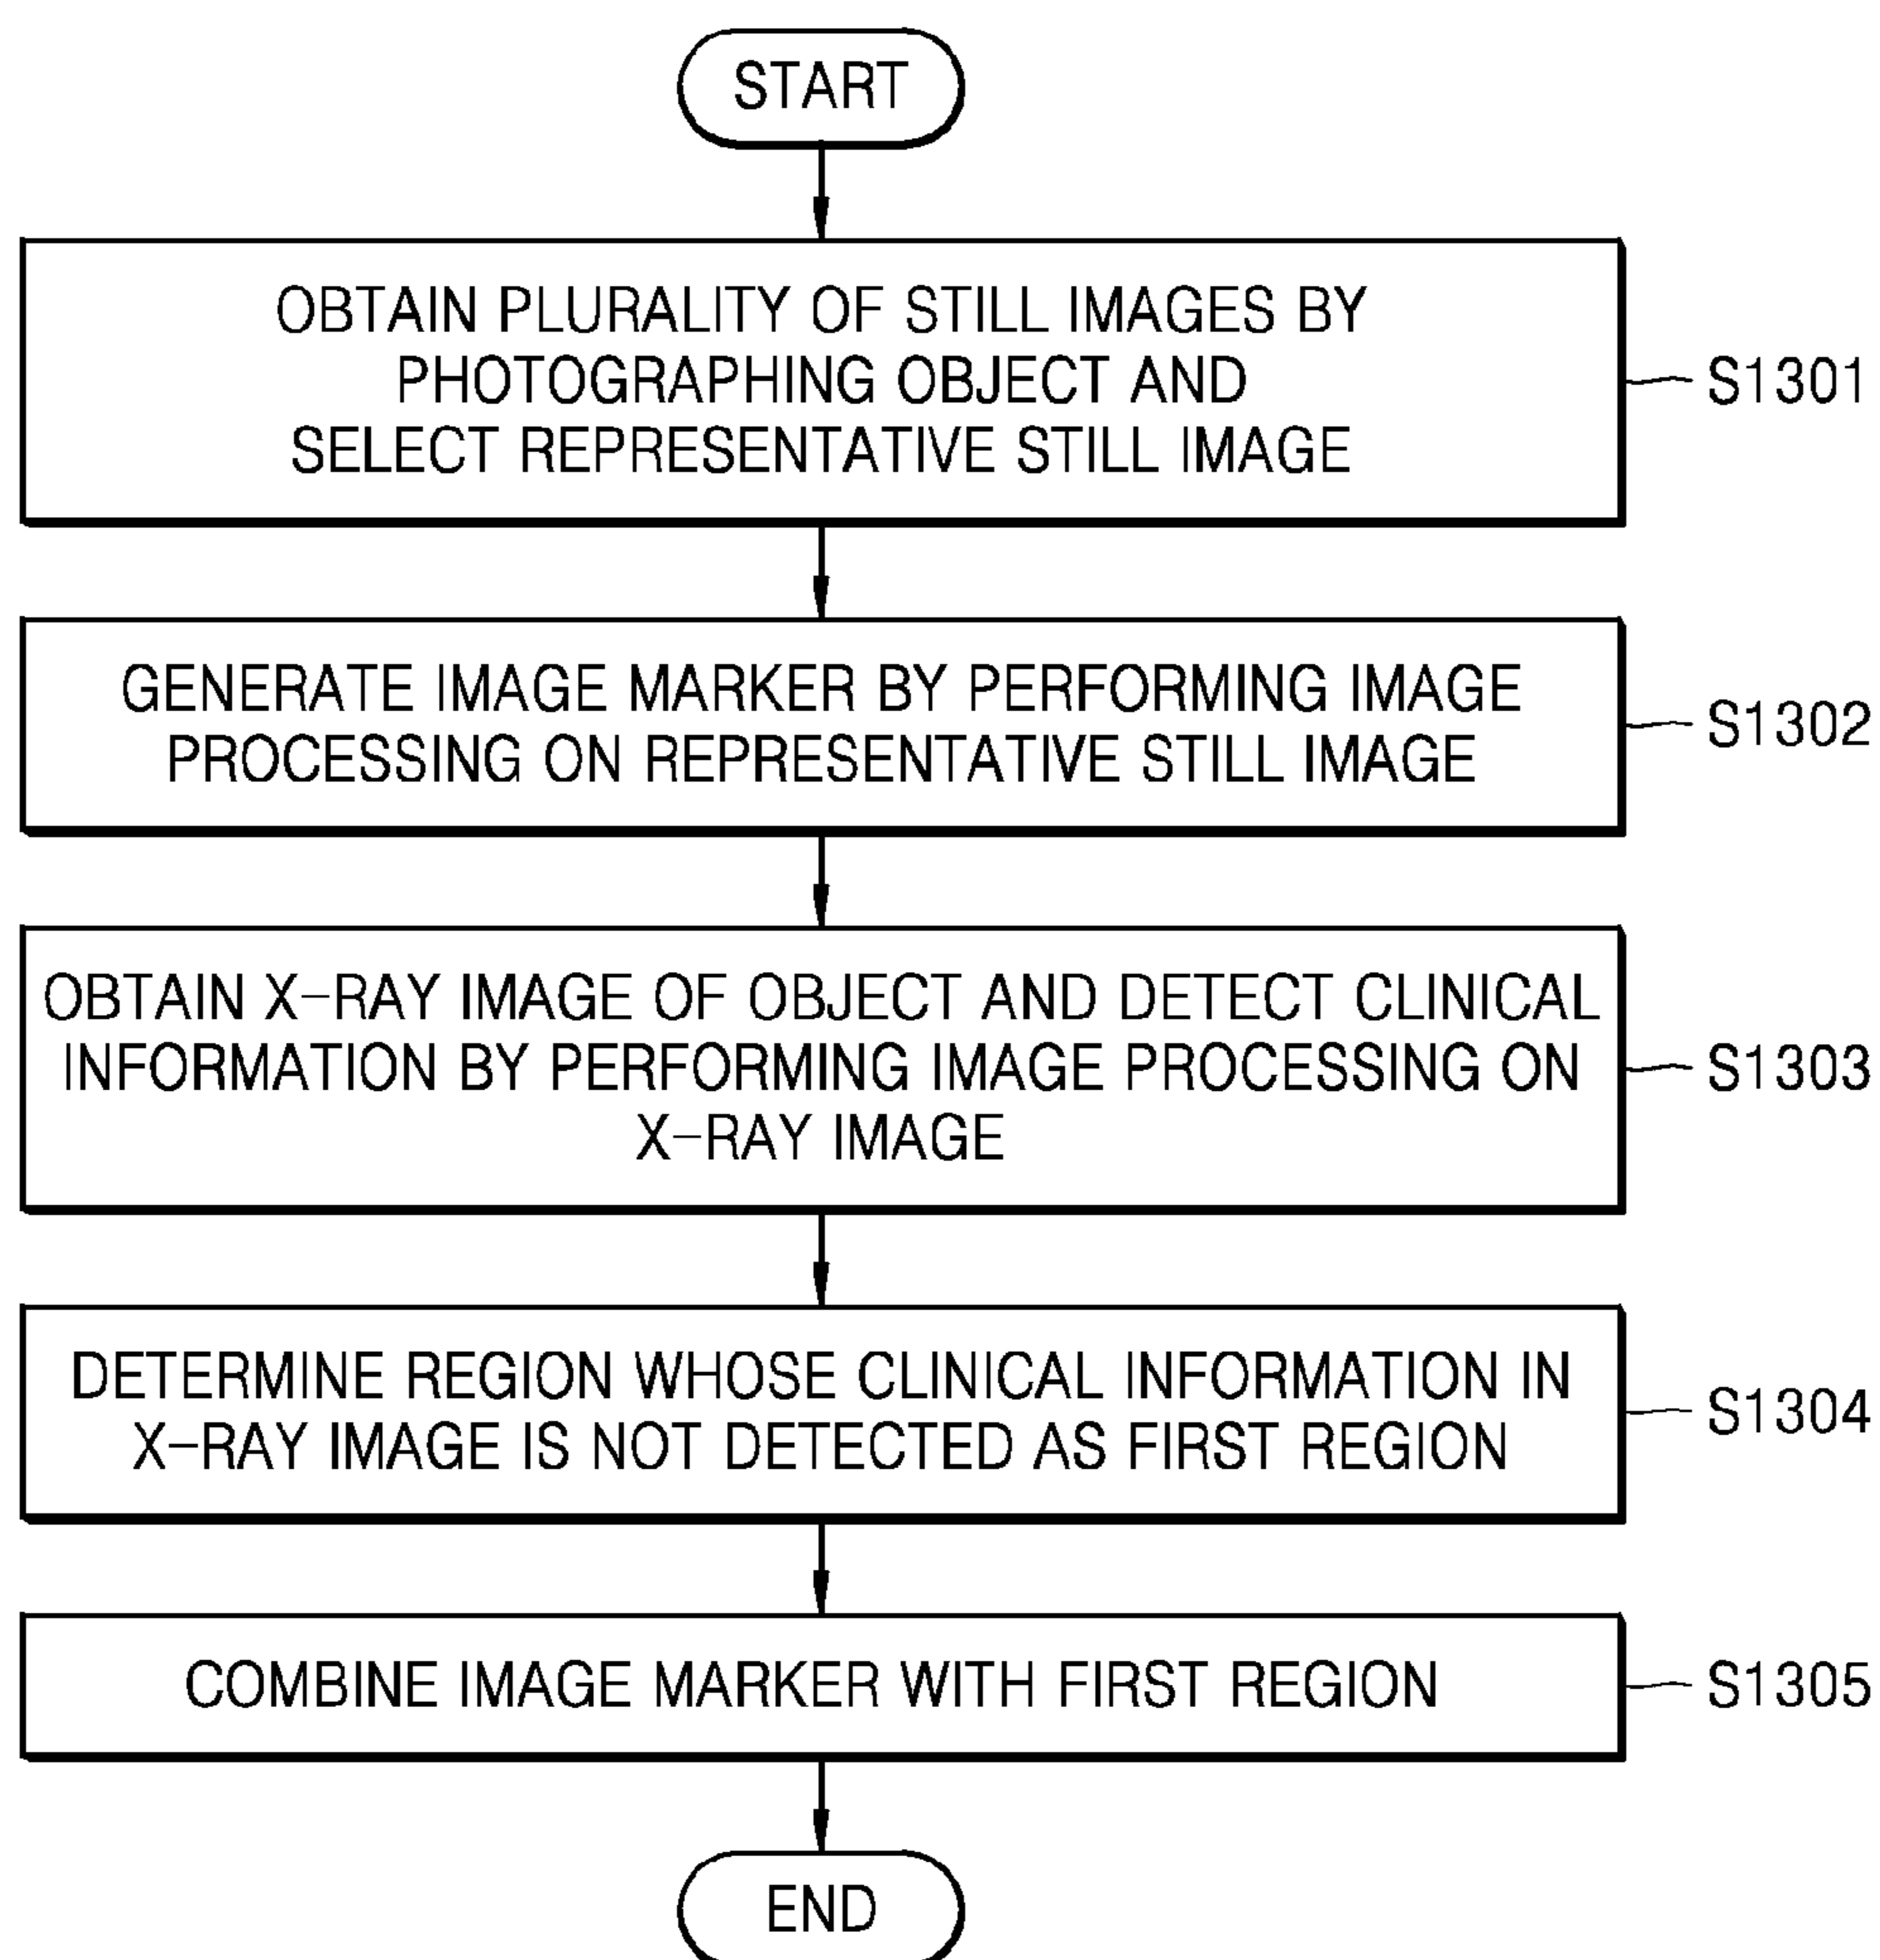 START
OBTAIN PLURALITY OF STILL IMAGES BY
PHOTOGRAPHING OBJECT AND
SELECT REPRESENTATIVE STILL IMAGE
S1301
GENERATE IMAGE MARKER BY PERFORMING IMAGE
PROCESSING ON REPRESENTATIVE STILL IMAGE
S1302
OBTAIN X-RAY IMAGE OF OBJECT AND DETECT CLINICAL
INFORMATION BY PERFORMING IMAGE PROCESSING ON
X-RAY IMAGE
S1303
DETERMINE REGION WHOSE CLINICAL INFORMATION IN
X-RAY IMAGE IS NOT DETECTED AS FIRST REGION
S1304
COMBINE IMAGE MARKER WITH FIRST REGION
S1305
END